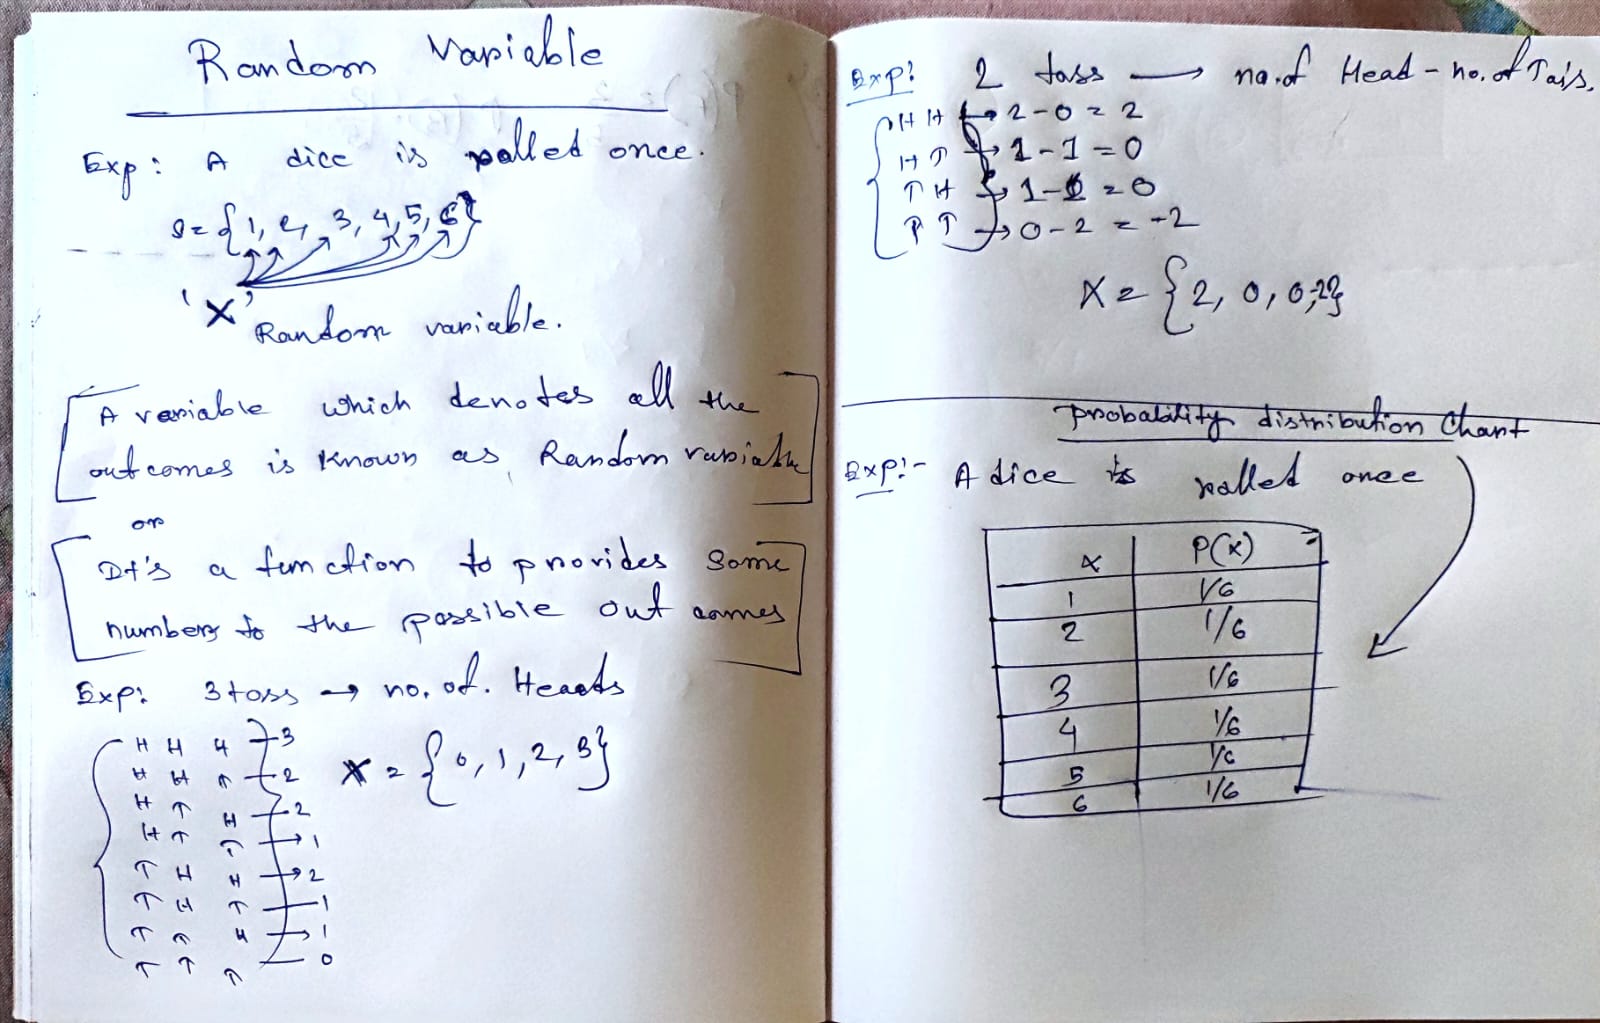 Random Variable
Exp: A dice is rolled once.
S = {1, 2, 3, 4, 5, 6}
'X' Random variable.
A variable which denotes all the
outcomes is known as Random variable
or
It's a function to provides some
numbers to the possible out comes
Exp: 3 toss → no. of. Heads
H H H 3
H H T 2
H T H 2
H T T → 1
T H H → 2
T H T 1
T T H → 1
T T T 0
X = {0, 1, 2, 3}
Exp: 2 toss → no. of Head - no. of Tails.
H H → 2 - 0 = 2
H T → 1 - 1 = 0
T H → 1 - 1 = 0
T T → 0 - 2 = -2
X = {2, 0, 0, -2}
probability distribution Chart
Exp:- A dice is rolled once
x P(x)
1 1/6
2 1/6
3 1/6
4 1/6
5 1/6
6 1/6